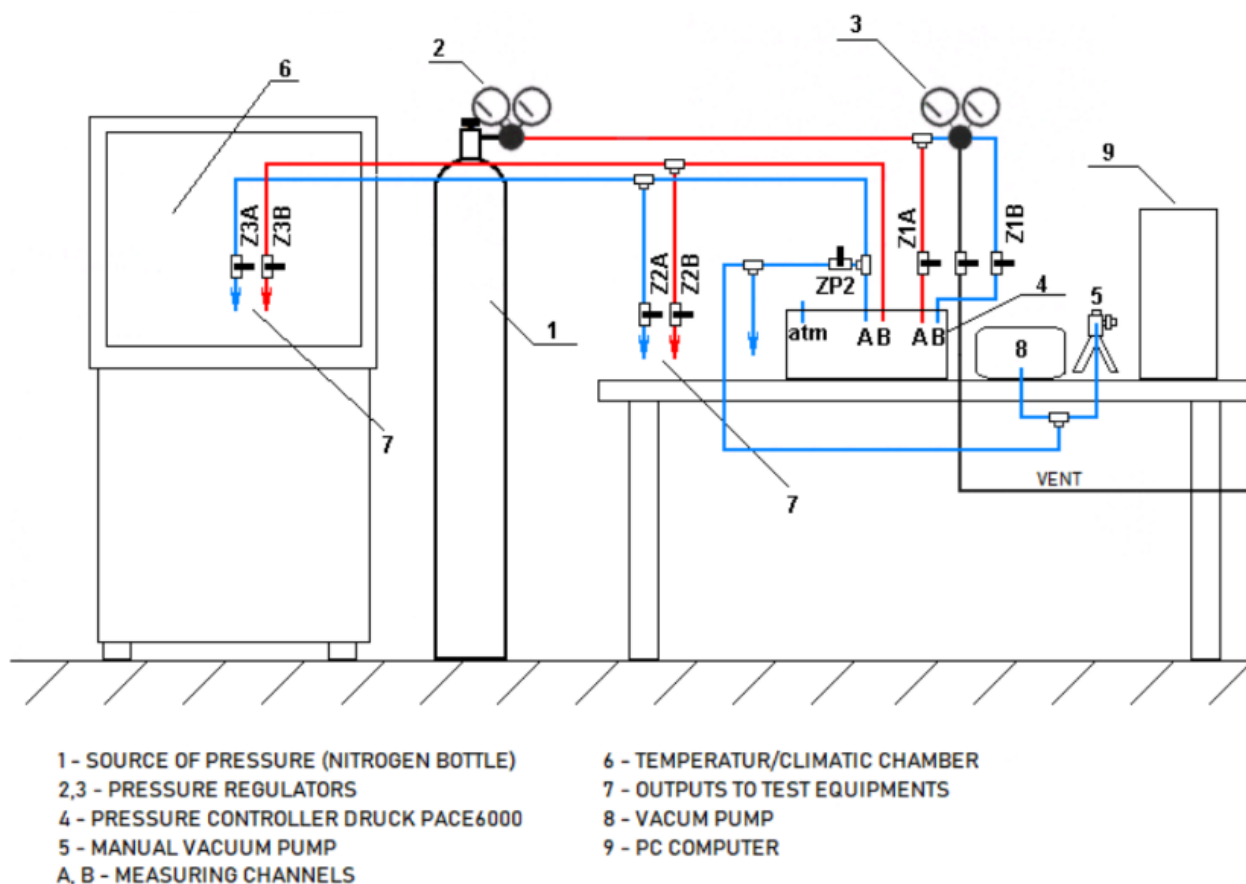 2
3
6
9
Z3A
Z3B
Z2A
Z2B
Z1A
Z1B
ZP2
4
5
1
atm
A B
A B
8
7
7
VENT
1 - SOURCE OF PRESSURE (NITROGEN BOTTLE)
2,3 - PRESSURE REGULATORS
4 - PRESSURE CONTROLLER DRUCK PACE6000
5 - MANUAL VACUUM PUMP
A, B - MEASURING CHANNELS
6 - TEMPERATUR/CLIMATIC CHAMBER
7 - OUTPUTS TO TEST EQUIPMENTS
8 - VACUM PUMP
9 - PC COMPUTER